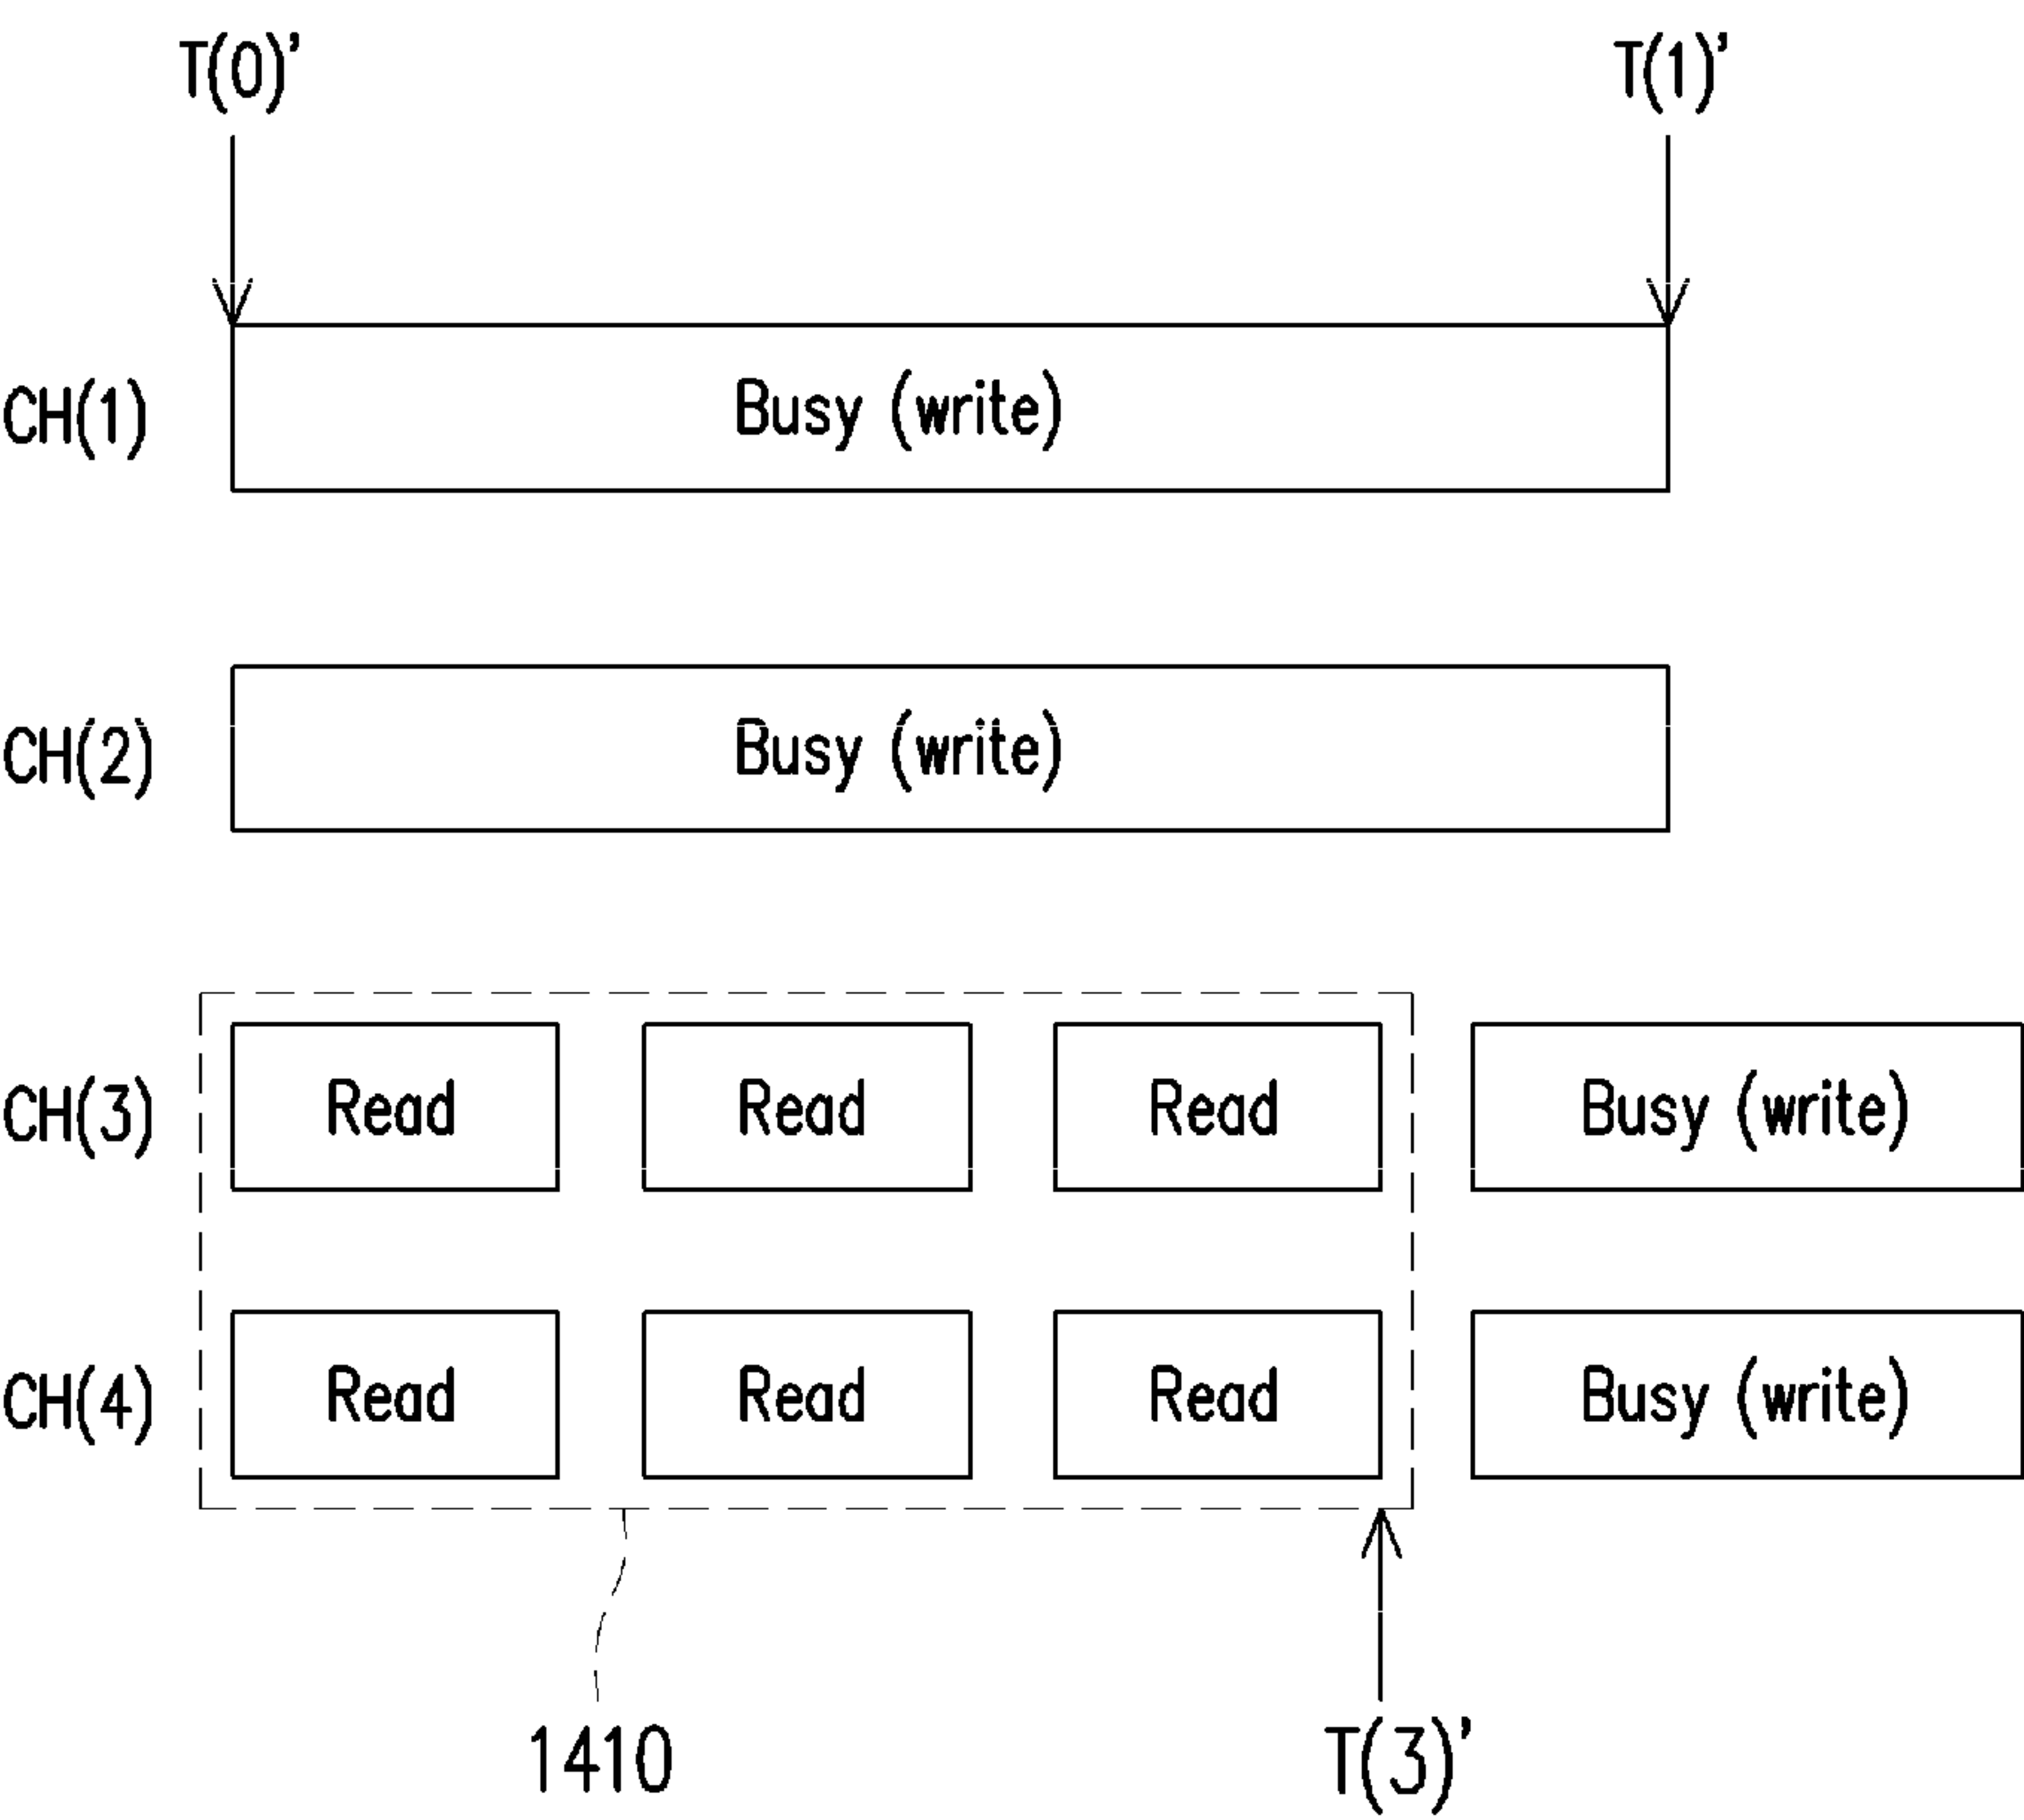 T(0)' T(1)'
CH(1) Busy (write)
CH(2) Busy (write)
CH(3) Read Read Read Busy (write)
CH(4) Read Read Read Busy (write)
1410 T(3)'